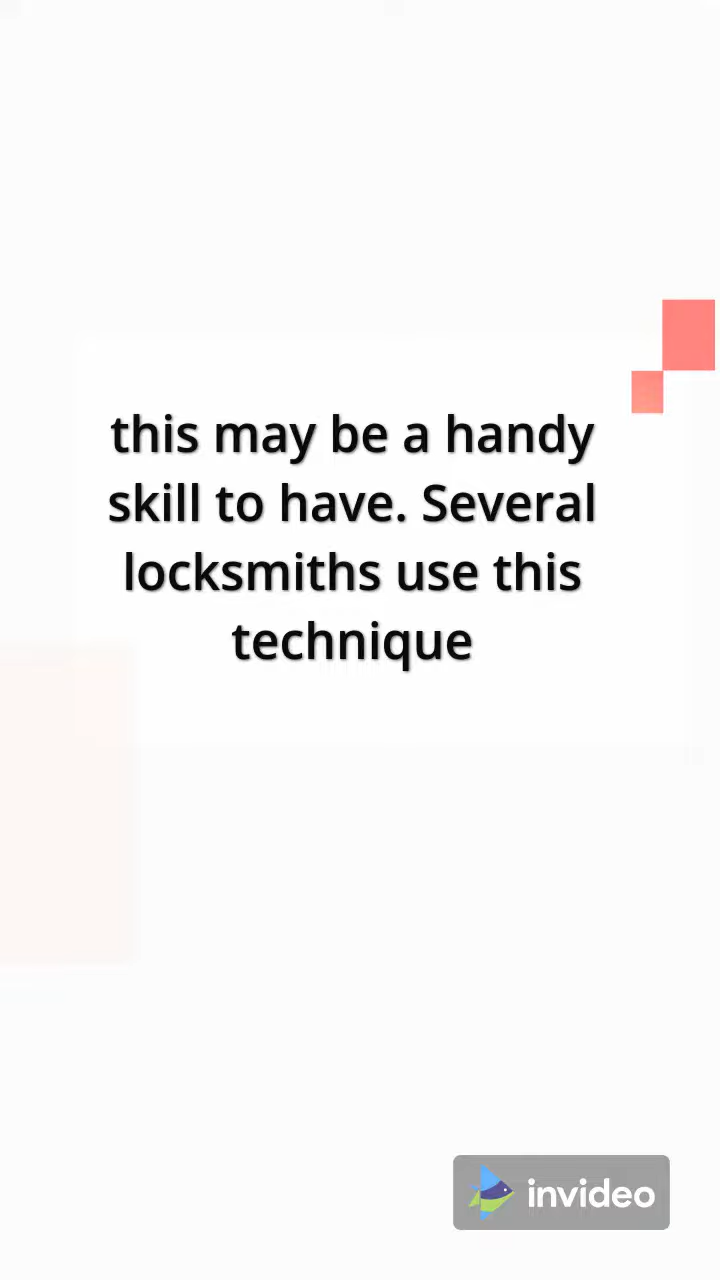 this may be a handy
skill to have. Several
locksmiths use this
technique
invideo